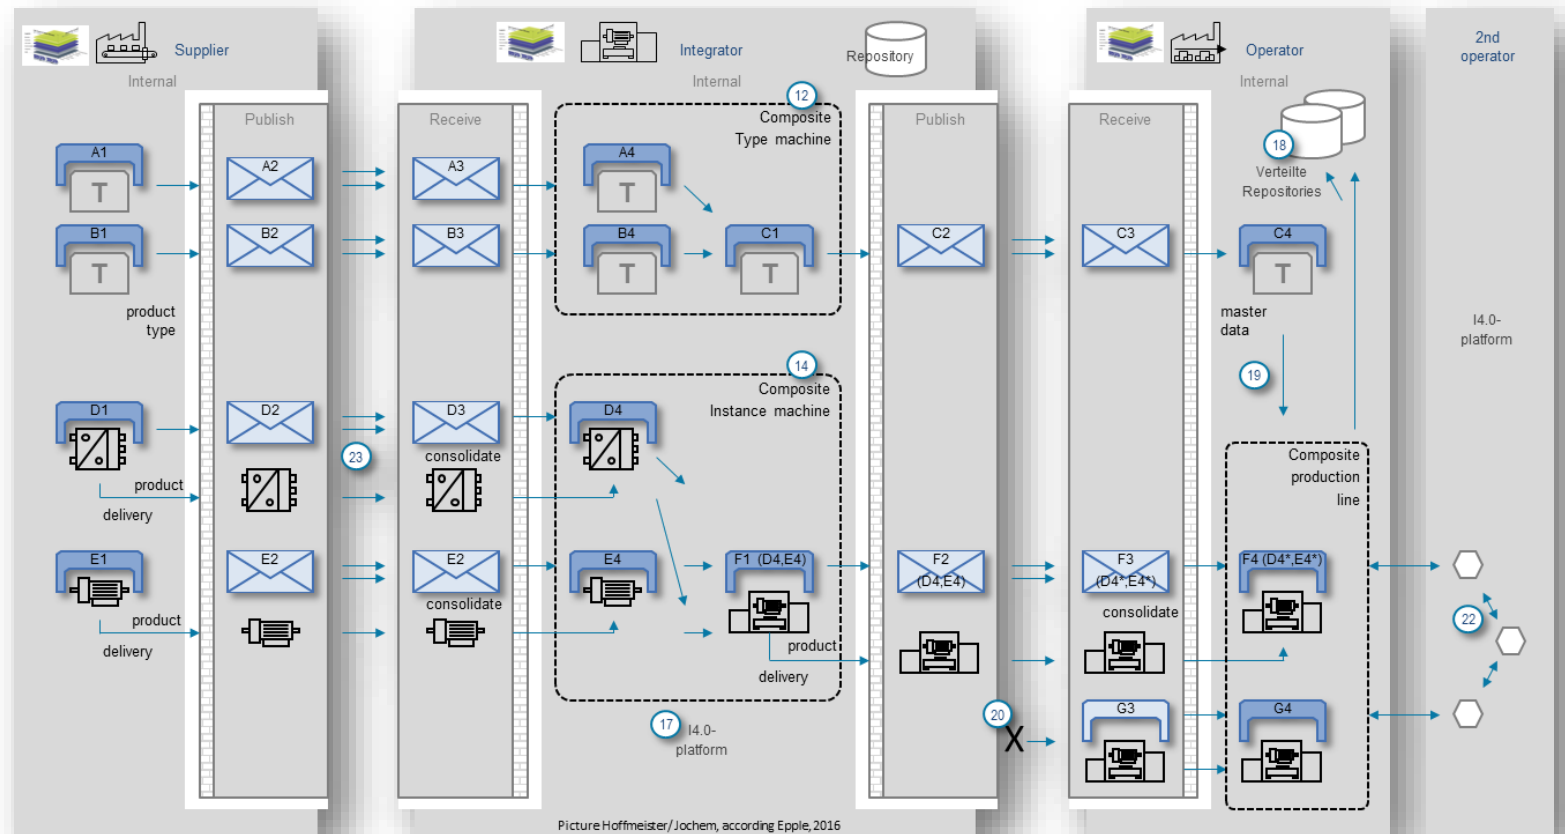 Supplier
Internal
Integrator
Internal
Repository
Operator
Internal
2nd
operator
Publish
Receive
12
Composite
Type machine
Publish
Receive
18
Verteilte
Repositories
A1
T
A2
A3
A4
T
B1
T
B2
B3
B4
T
C1
T
C2
C3
C4
T
product
type
master
data
I4.0-
platform
19
14
Composite
Instance machine
D1
D2
D3
D4
23
consolidate
product
delivery
Composite
production
line
E1
E2
E2
E4
F1 (D4,E4)
F2
(D4,E4)
F3
(D4*,E4*)
F4 (D4*,E4*)
consolidate
consolidate
product
delivery
product
delivery
22
17
I4.0-
platform
20
X
G3
G4
Picture Hoffmeister/Jochem, according Epple, 2016